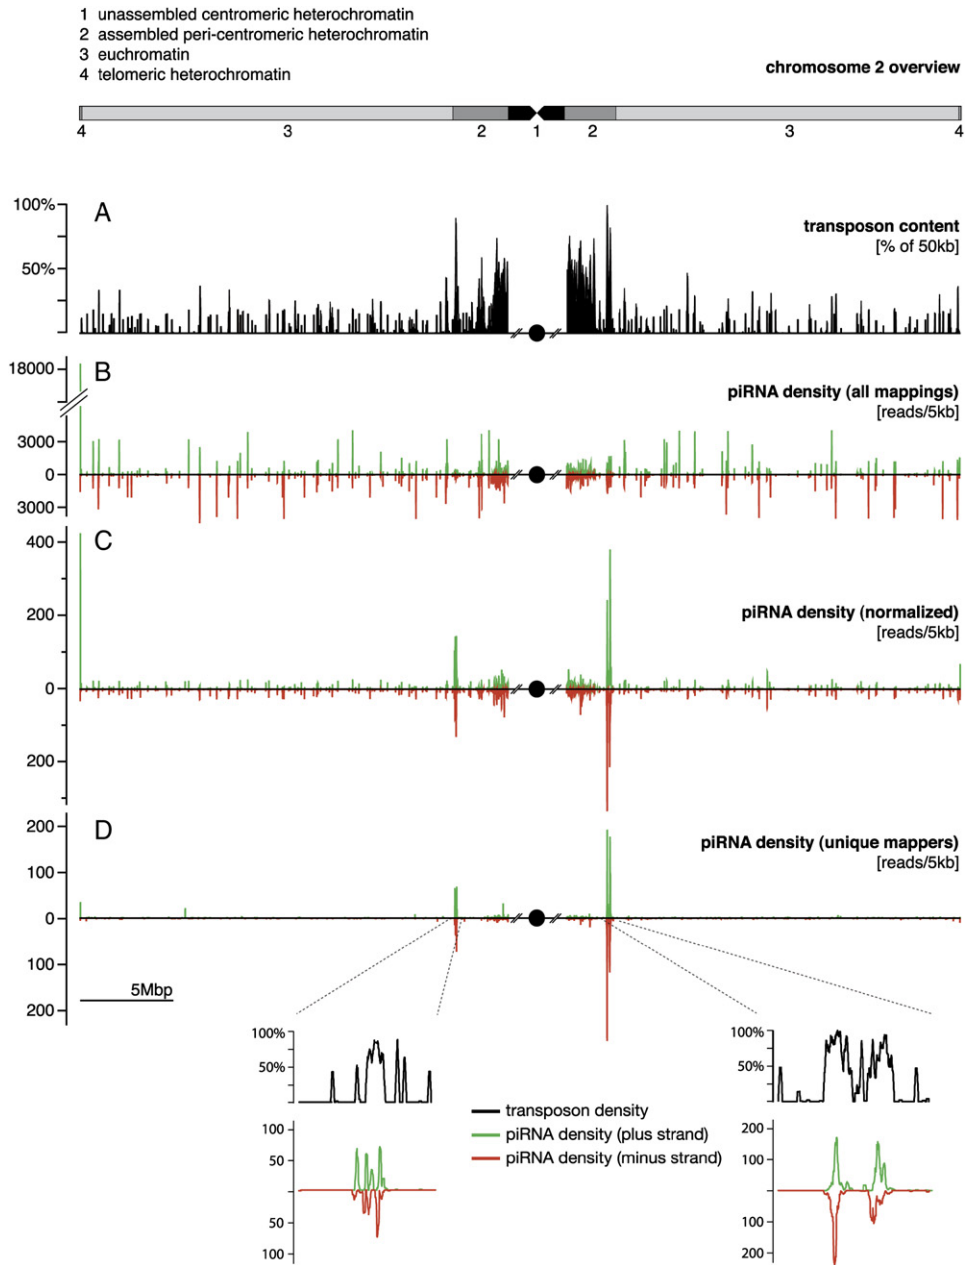 1 unassembled centromeric heterochromatin
2 assembled peri-centromeric heterochromatin
3 euchromatin
4 telomeric heterochromatin
chromosome 2 overview
4 3 2 1 2 3 4
A
100%
50%
transposon content
[% of 50kb]
B
18000
3000
0
3000
piRNA density (all mappings)
[reads/5kb]
C
400
200
0
200
piRNA density (normalized)
[reads/5kb]
D
200
100
0
100
200
piRNA density (unique mappers)
[reads/5kb]
5Mbp
100%
50%
100
50
50
100
transposon density
piRNA density (plus strand)
piRNA density (minus strand)
100%
50%
200
100
100
200